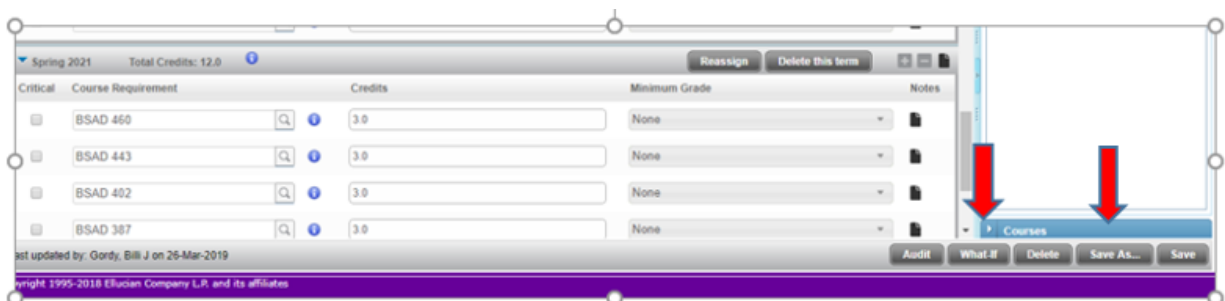 Spring 2021 Total Credits: 12.0 Reassign Delete this term
Critical Course Requirement Credits Minimum Grade Notes
BSAD 460 3.0 None
BSAD 443 3.0 None
BSAD 402 3.0 None
BSAD 387 3.0 None
Courses
ast updated by: Gordy, Billi J on 26-Mar-2019 Audit What-If Delete Save As... Save
pyright 1995-2018 Ellucian Company L.P. and its affiliates